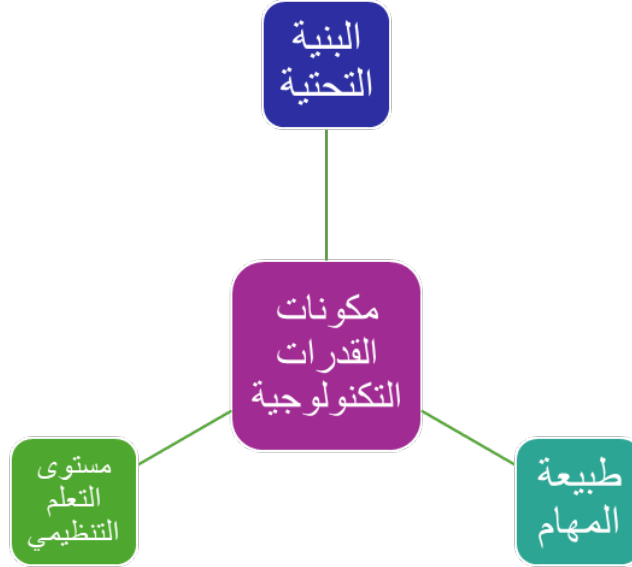 البنية
التحتية
مكونات
القدرات
التكنولوجية
طبيعة
المهام
مستوى
التعلم
التنظيمي